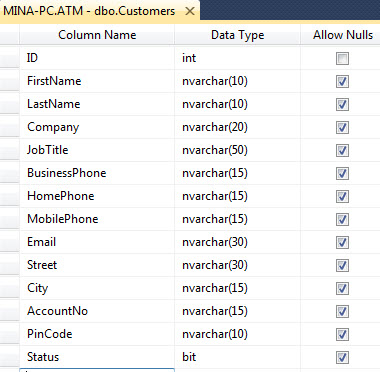 MINA-PC.ATM - dbo.Customers
Column Name Data Type Allow Nulls
ID int
FirstName nvarchar(10)
LastName nvarchar(10)
Company nvarchar(20)
JobTitle nvarchar(50)
BusinessPhone nvarchar(15)
HomePhone nvarchar(15)
MobilePhone nvarchar(15)
Email nvarchar(30)
Street nvarchar(30)
City nvarchar(15)
AccountNo nvarchar(15)
PinCode nvarchar(10)
Status bit